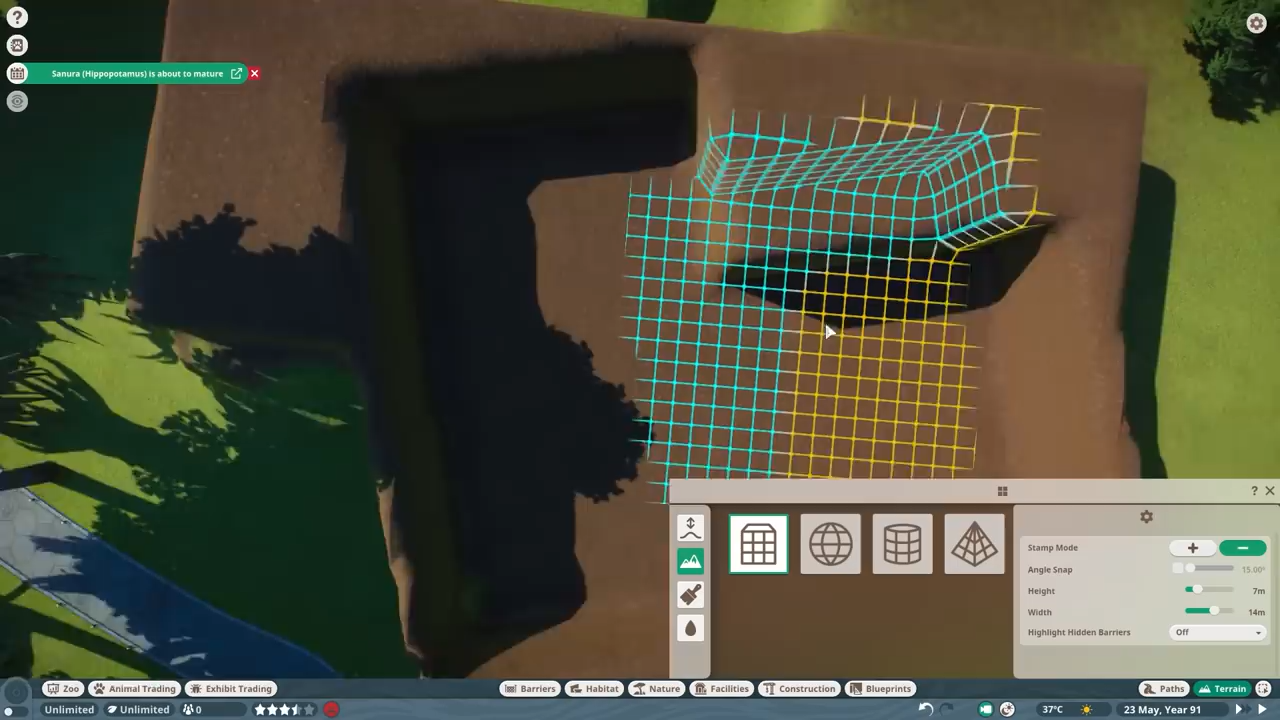 ?
Sanura (Hippopotamus) is about to mature
?
Stamp Mode
Angle Snap 15.00°
Height 7m
Width 14m
Highlight Hidden Barriers Off
Zoo Animal Trading Exhibit Trading Barriers Habitat Nature Facilities Construction Blueprints Paths Terrain
Unlimited Unlimited 0 37°C 23 May, Year 91